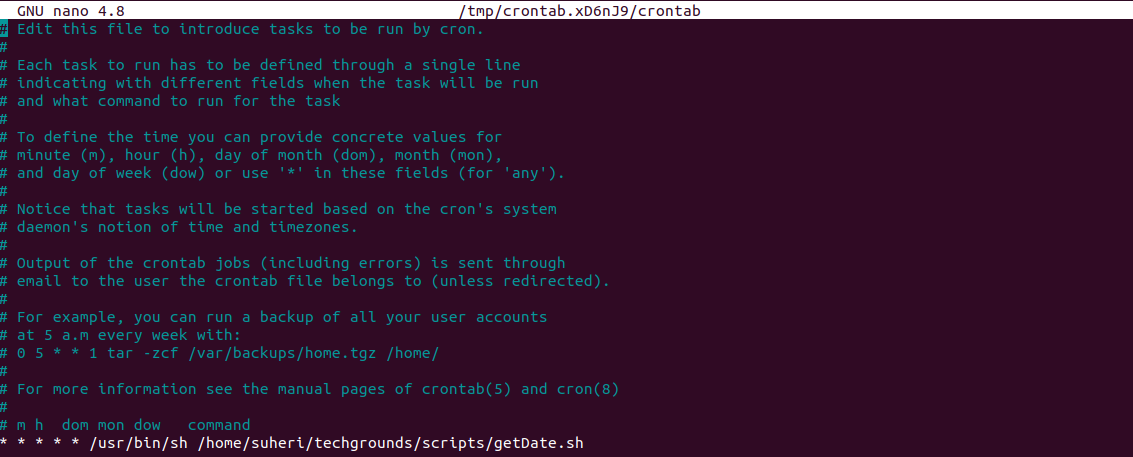 GNU nano 4.8 /tmp/crontab.xD6nJ9/crontab
# Edit this file to introduce tasks to be run by cron.
#
# Each task to run has to be defined through a single line
# indicating with different fields when the task will be run
# and what command to run for the task
#
# To define the time you can provide concrete values for
# minute (m), hour (h), day of month (dom), month (mon),
# and day of week (dow) or use '*' in these fields (for 'any').
#
# Notice that tasks will be started based on the cron's system
# daemon's notion of time and timezones.
#
# Output of the crontab jobs (including errors) is sent through
# email to the user the crontab file belongs to (unless redirected).
#
# For example, you can run a backup of all your user accounts
# at 5 a.m every week with:
# 0 5 * * 1 tar -zcf /var/backups/home.tgz /home/
#
# For more information see the manual pages of crontab(5) and cron(8)
#
# m h  dom mon dow   command
* * * * * /usr/bin/sh /home/suheri/techgrounds/scripts/getDate.sh